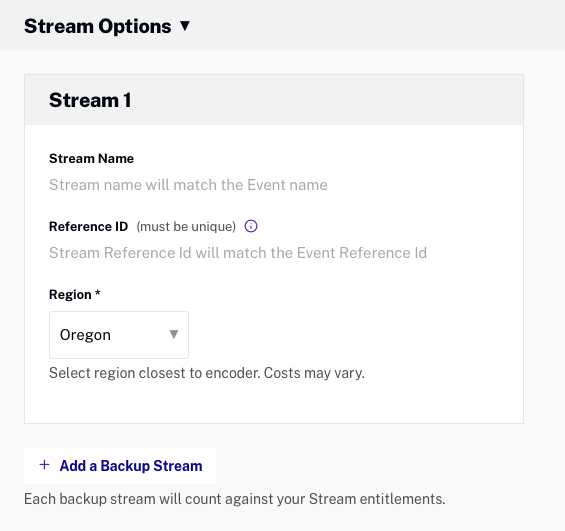 Stream Options ▼
Stream 1
Stream Name
Stream name will match the Event name
Reference ID (must be unique)
Stream Reference Id will match the Event Reference Id
Region *
Oregon ▼
Select region closest to encoder. Costs may vary.
+ Add a Backup Stream
Each backup stream will count against your Stream entitlements.